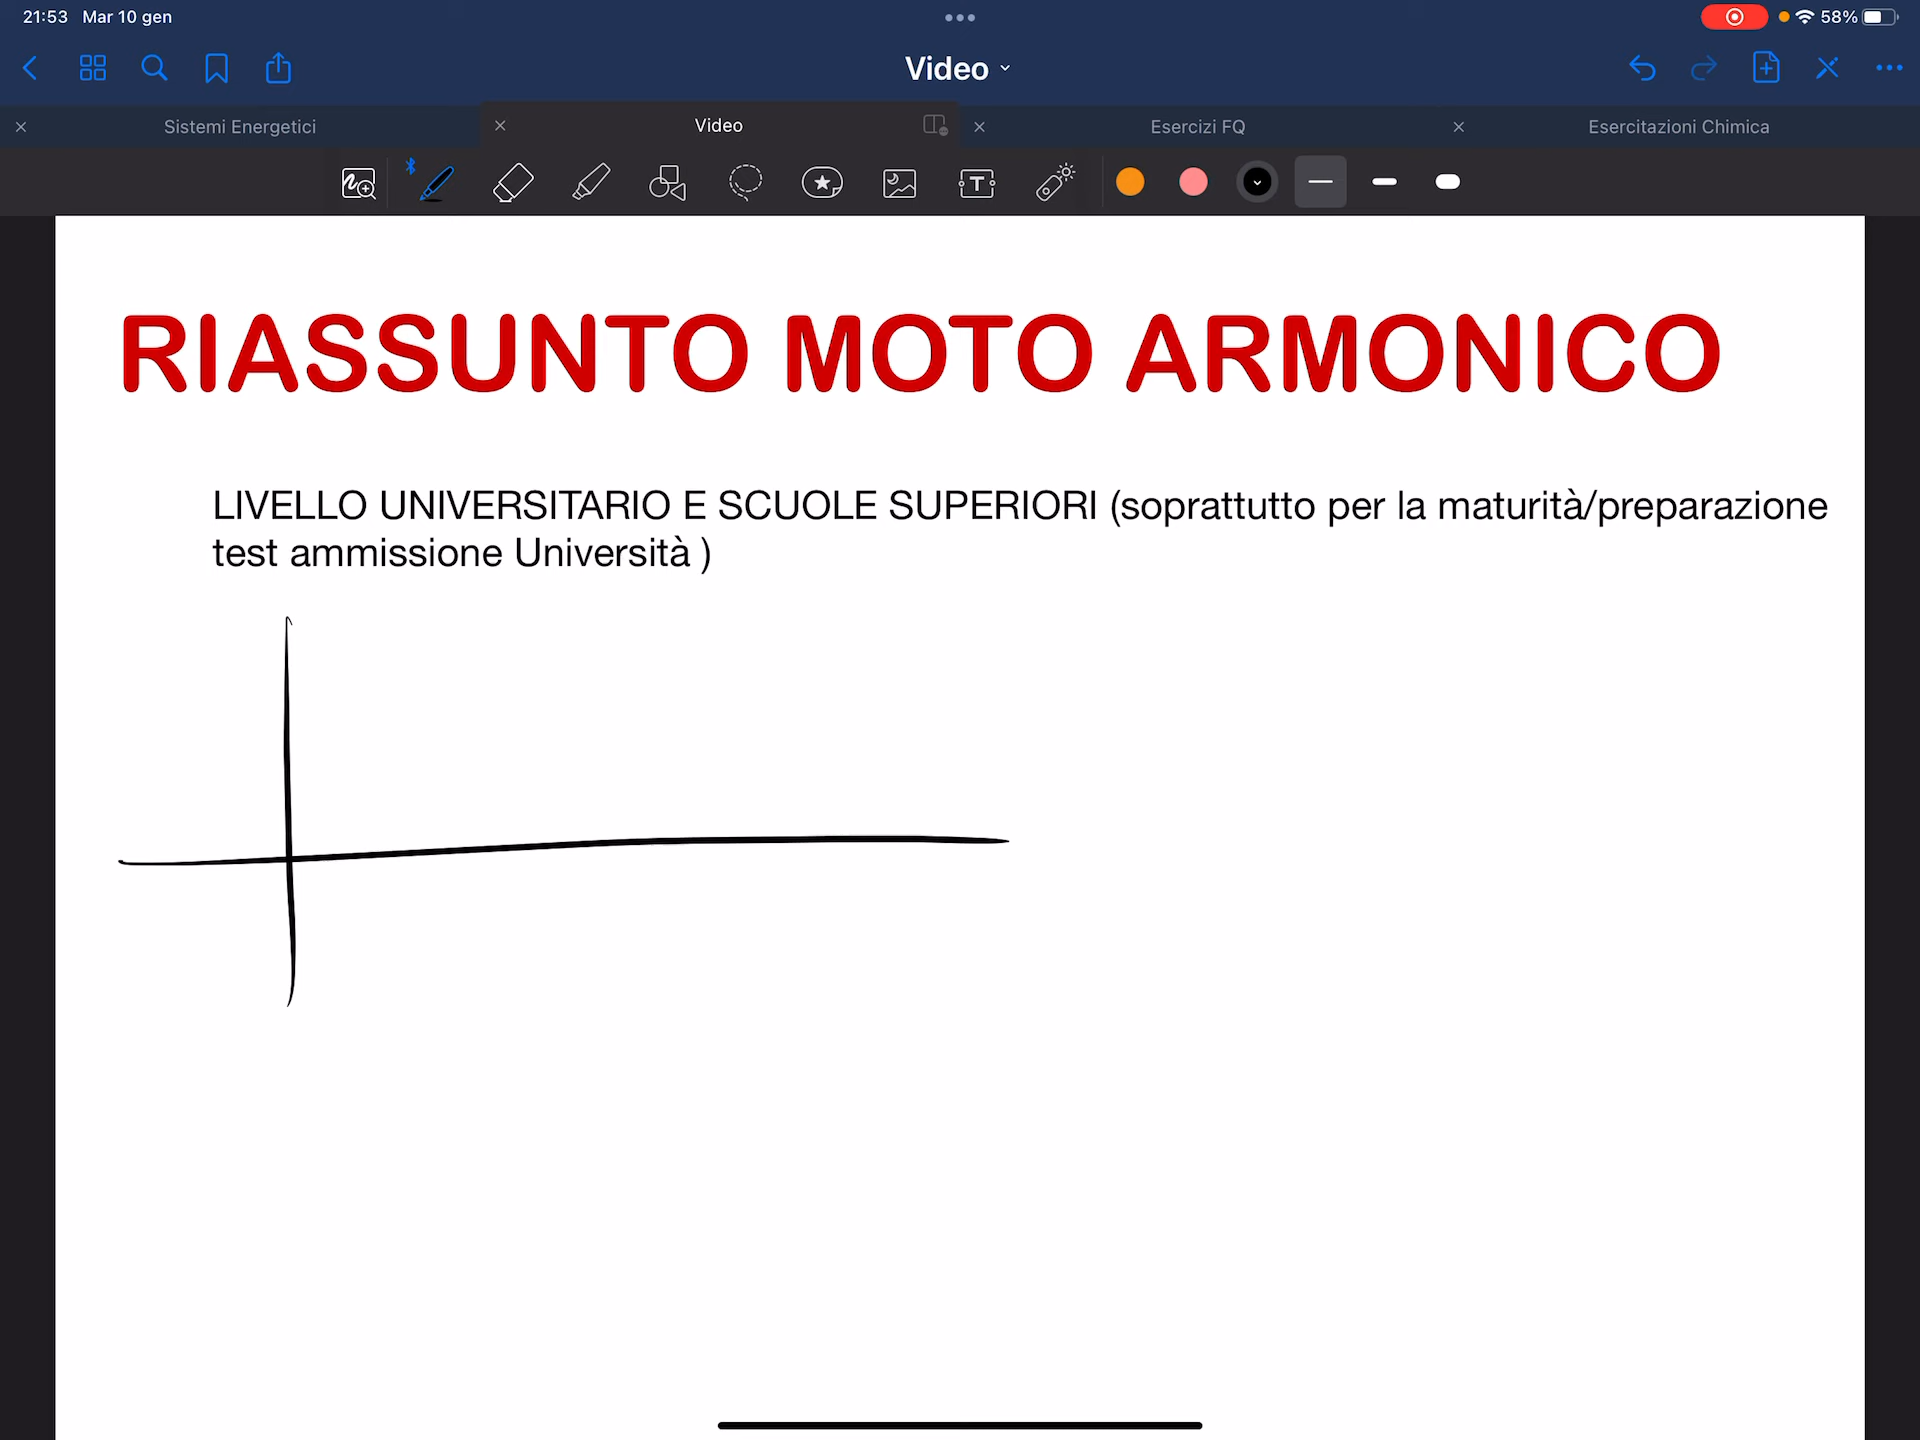 21:53 Mar 10 gen
58%
Video
Sistemi Energetici
Video
Esercizi FQ
Esercitazioni Chimica
RIASSUNTO MOTO ARMONICO
LIVELLO UNIVERSITARIO E SCUOLE SUPERIORI (soprattutto per la maturità/preparazione
test ammissione Università )